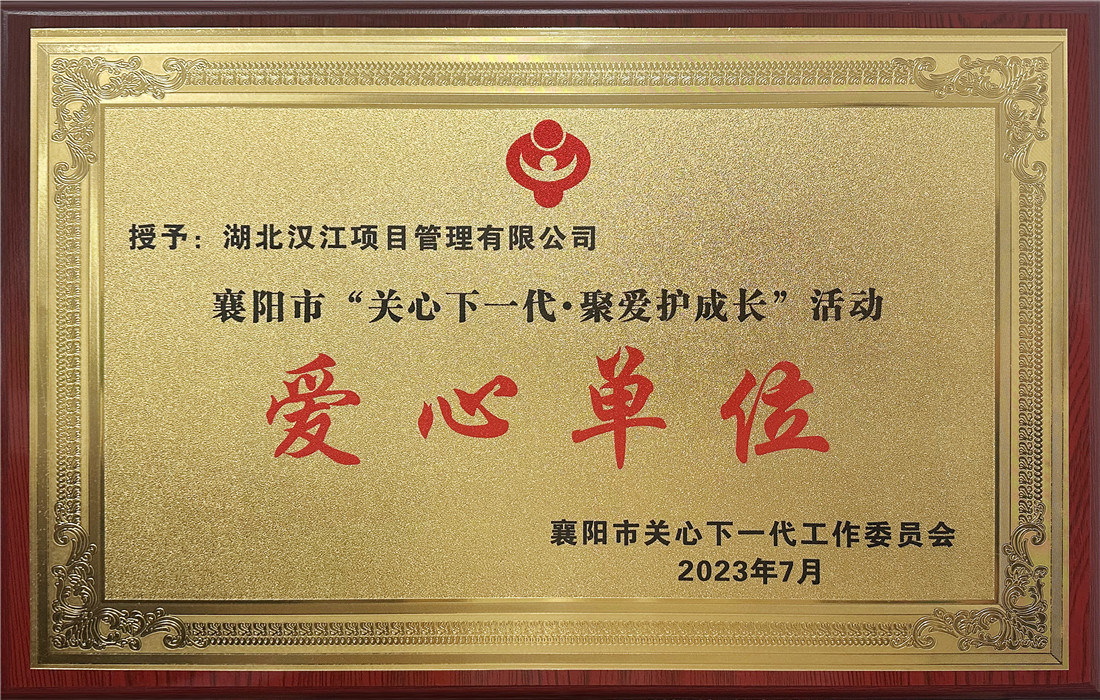 授予：湖北汉江项目管理有限公司
襄阳市“关心下一代·聚爱护成长”活动
爱心单位
襄阳市关心下一代工作委员会
2023年7月